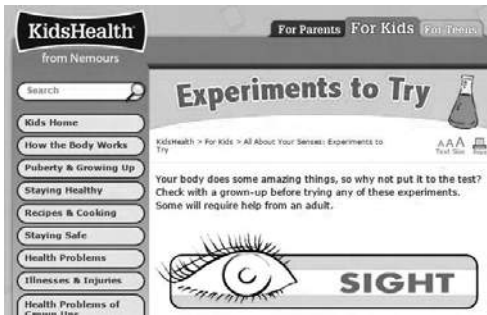 KidsHealth
from Nemours
For Parents For Kids For Teens
Search
Experiments to Try
Kids Home
How the Body Works
Puberty & Growing Up
Staying Healthy
Recipes & Cooking
Staying Safe
Health Problems
Illnesses & Injuries
Health Problems of
Grown-Ups
KidsHealth > For Kids > All About Your Senses: Experiments to
Try
AAA
Text Size
Your body does some amazing things, so why not put it to the test?
Check with a grown-up before trying any of these experiments.
Some will require help from an adult.
SIGHT